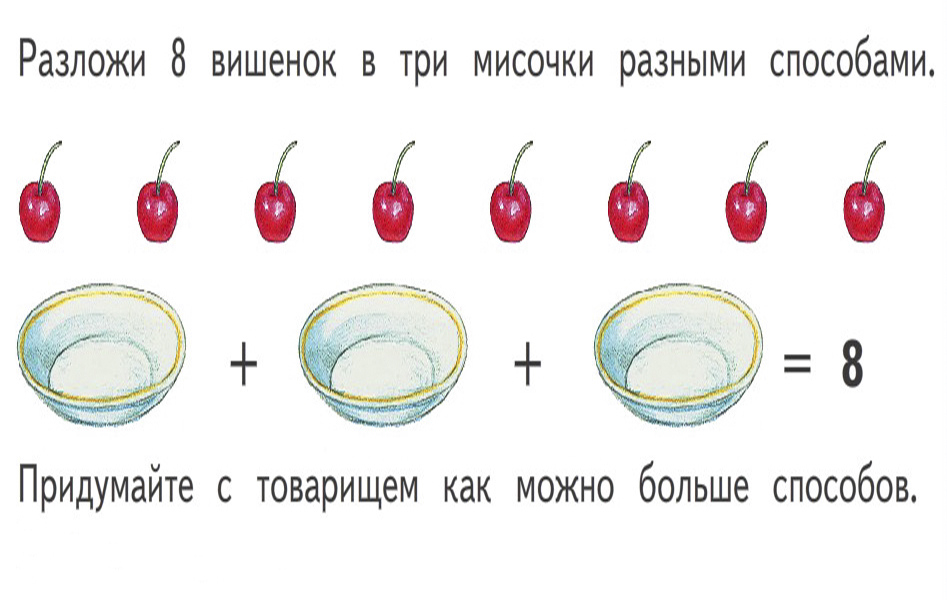 Разложи 8 вишенок в три мисочки разными способами.
+ + = 8
Придумайте с товарищем как можно больше способов.